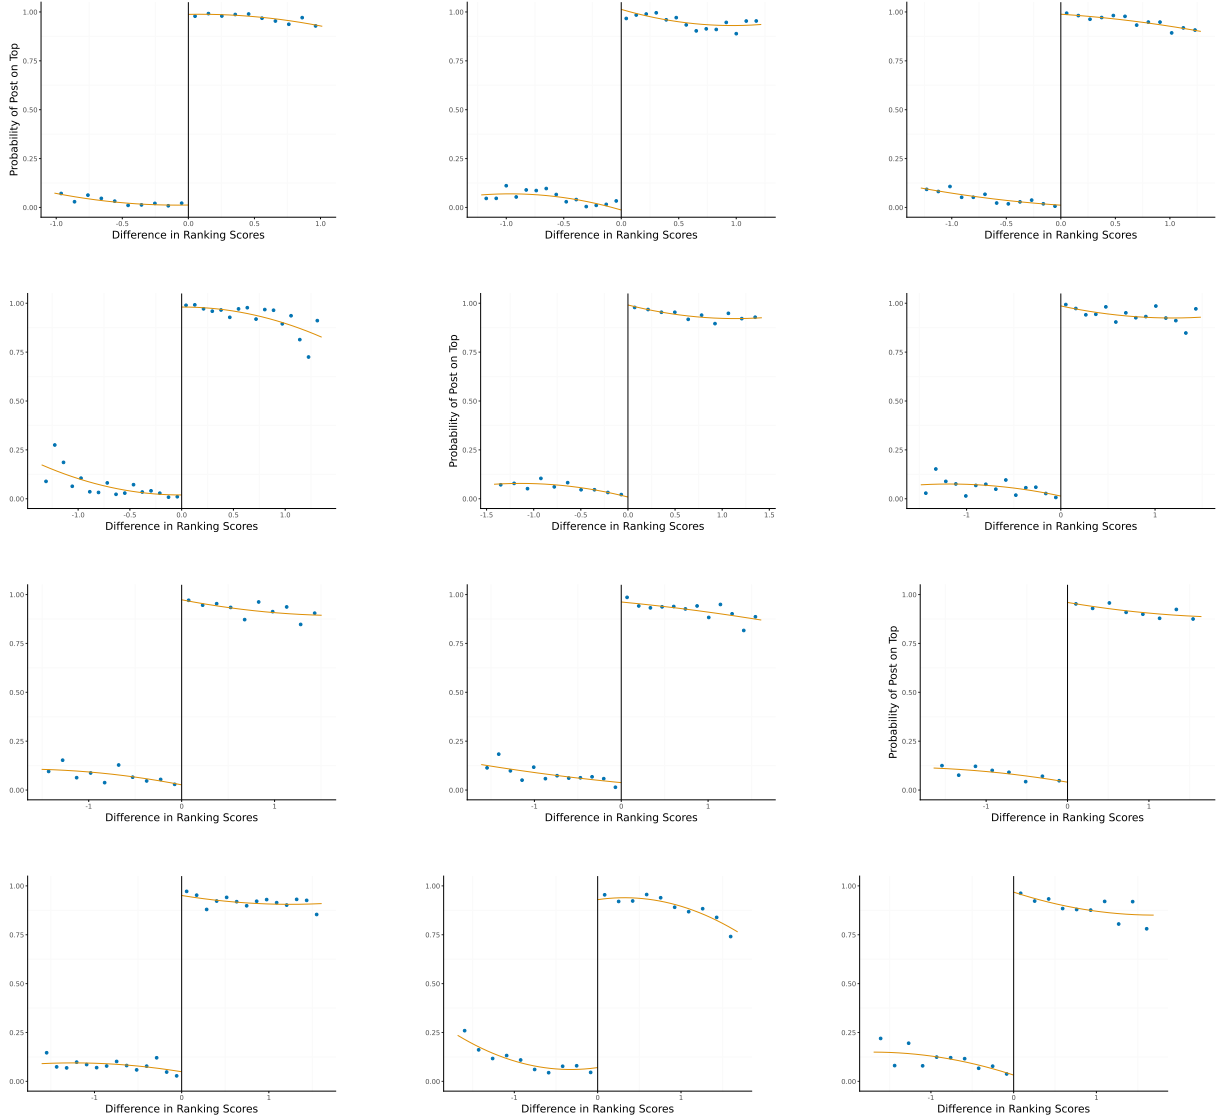 1.00 0.75 0.50 0.25 0.00
Probability of Post on Top
-1.0 -0.5 0.0 0.5 1.0
Difference in Ranking Scores
1.00 0.75 0.50 0.25 0.00
-1.0 -0.5 0.0 0.5 1.0
Difference in Ranking Scores
1.00 0.75 0.50 0.25 0.00
-1.0 -0.5 0.0 0.5 1.0
Difference in Ranking Scores
1.00 0.75 0.50 0.25 0.00
-1.0 -0.5 0.0 0.5 1.0
Difference in Ranking Scores
Probability of Post on Top
1.00 0.75 0.50 0.25 0.00
-1.5 -1.0 -0.5 0.0 0.5 1.0 1.5
Difference in Ranking Scores
1.00 0.75 0.50 0.25 0.00
-1 0 1
Difference in Ranking Scores
1.00 0.75 0.50 0.25 0.00
-1 0 1
Difference in Ranking Scores
1.00 0.75 0.50 0.25 0.00
-1 0 1
Difference in Ranking Scores
Probability of Post on Top
1.00 0.75 0.50 0.25 0.00
-1 0 1
Difference in Ranking Scores
1.00 0.75 0.50 0.25 0.00
-1 0 1
Difference in Ranking Scores
1.00 0.75 0.50 0.25 0.00
-1 0 1
Difference in Ranking Scores
1.00 0.75 0.50 0.25 0.00
-1 0 1
Difference in Ranking Scores